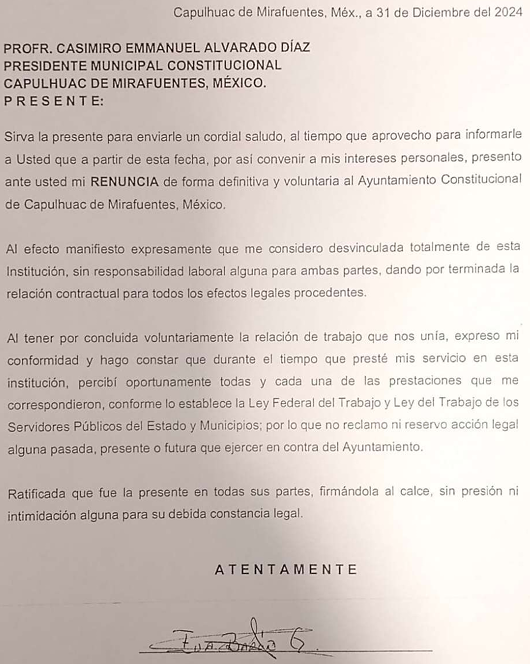 Capulhuac de Mirafuentes, Méx., a 31 de Diciembre del 2024
PROFR. CASIMIRO EMMANUEL ALVARADO DÍAZ
PRESIDENTE MUNICIPAL CONSTITUCIONAL
CAPULHUAC DE MIRAFUENTES, MÉXICO.
P R E S E N T E:
Sirva la presente para enviarle un cordial saludo, al tiempo que aprovecho para informarle
a Usted que a partir de esta fecha, por así convenir a mis intereses personales, presento
ante usted mi RENUNCIA de forma definitiva y voluntaria al Ayuntamiento Constitucional
de Capulhuac de Mirafuentes, México.
Al efecto manifiesto expresamente que me considero desvinculada totalmente de esta
Institución, sin responsabilidad laboral alguna para ambas partes, dando por terminada la
relación contractual para todos los efectos legales procedentes.
Al tener por concluida voluntariamente la relación de trabajo que nos unía, expreso mi
conformidad y hago constar que durante el tiempo que presté mis servicio en esta
institución, percibí oportunamente todas y cada una de las prestaciones que me
correspondieron, conforme lo establece la Ley Federal del Trabajo y Ley del Trabajo de los
Servidores Públicos del Estado y Municipios; por lo que no reclamo ni reservo acción legal
alguna pasada, presente o futura que ejercer en contra del Ayuntamiento.
Ratificada que fue la presente en todas sus partes, firmándola al calce, sin presión ni
intimidación alguna para su debida constancia legal.
A T E N T A M E N T E